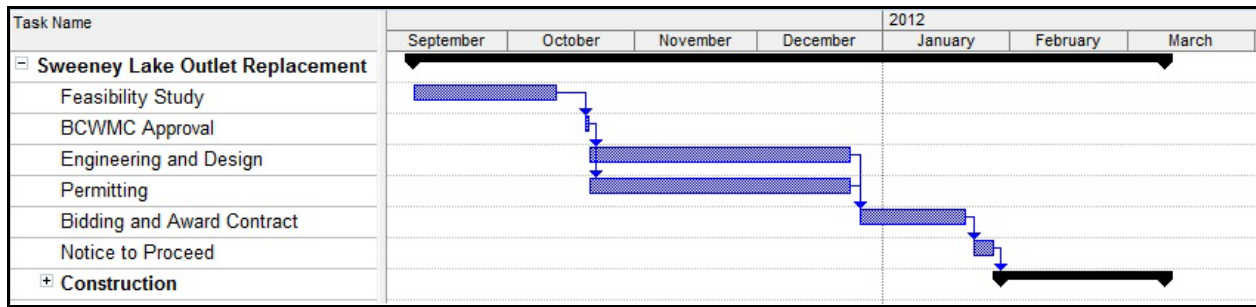 Task Name
2012
September October November December January February March
Sweeney Lake Outlet Replacement
Feasibility Study
BCWMC Approval
Engineering and Design
Permitting
Bidding and Award Contract
Notice to Proceed
Construction